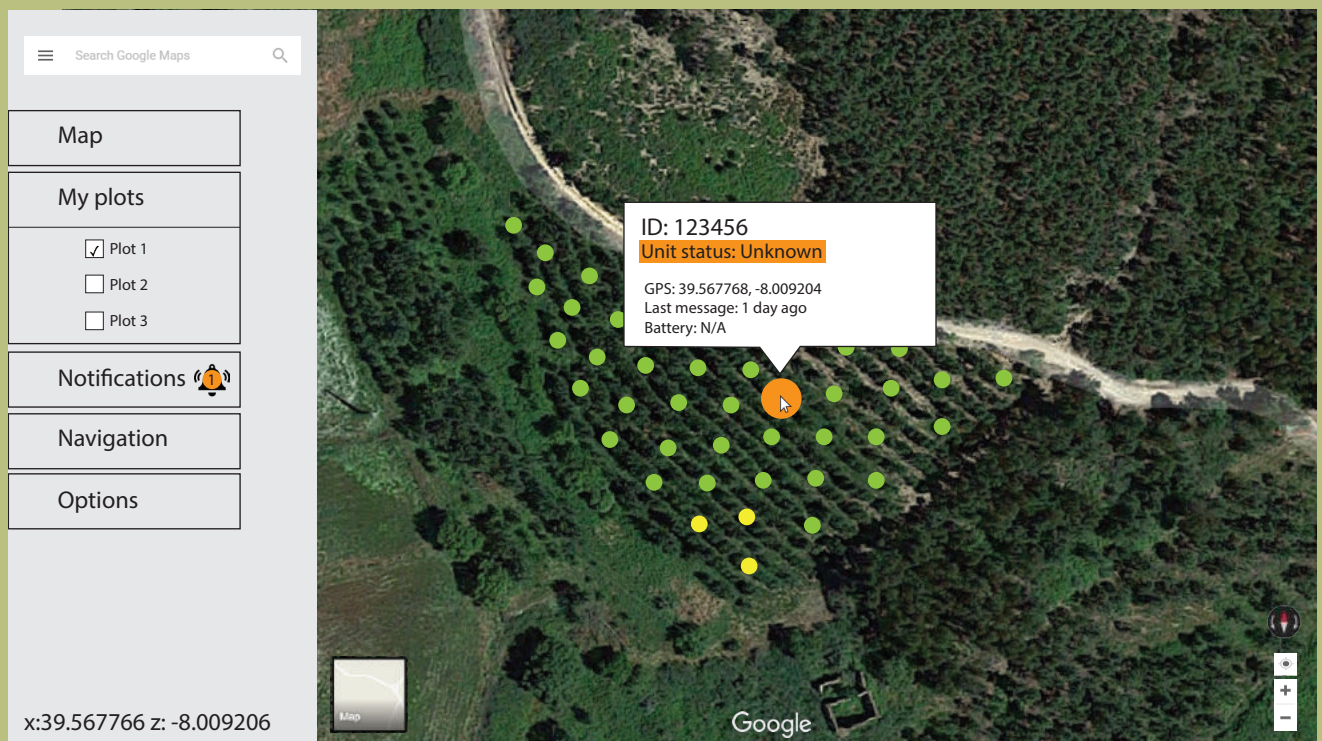 Search Google Maps
Map
My plots
Plot 1
Plot 2
Plot 3
Notifications 1
Navigation
Options
x:39.567766 z: -8.009206
ID: 123456
Unit status: Unknown
GPS: 39.567768, -8.009204
Last message: 1 day ago
Battery: N/A
Map
Google